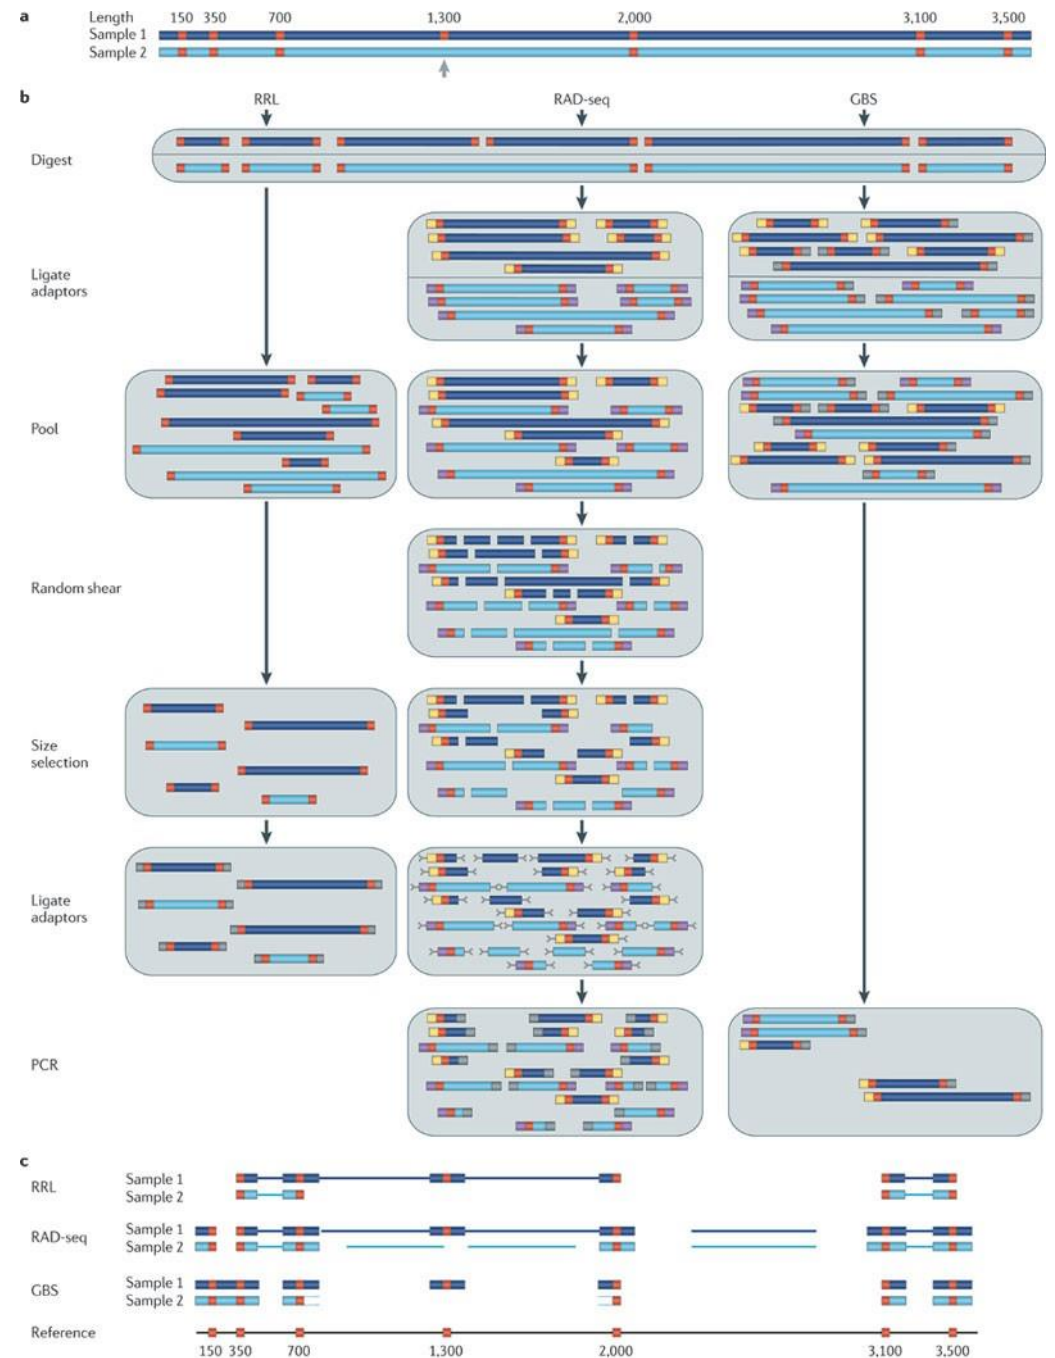 a
Length 150 350 700 1,300 2,000 3,100 3,500
Sample 1
Sample 2
b
RRL RAD-seq GBS
Digest
Ligate
adaptors
Pool
Random shear
Size
selection
Ligate
adaptors
PCR
c
RRL
Sample 1
Sample 2
RAD-seq
Sample 1
Sample 2
GBS
Sample 1
Sample 2
Reference
150 350 700 1,300 2,000 3,100 3,500